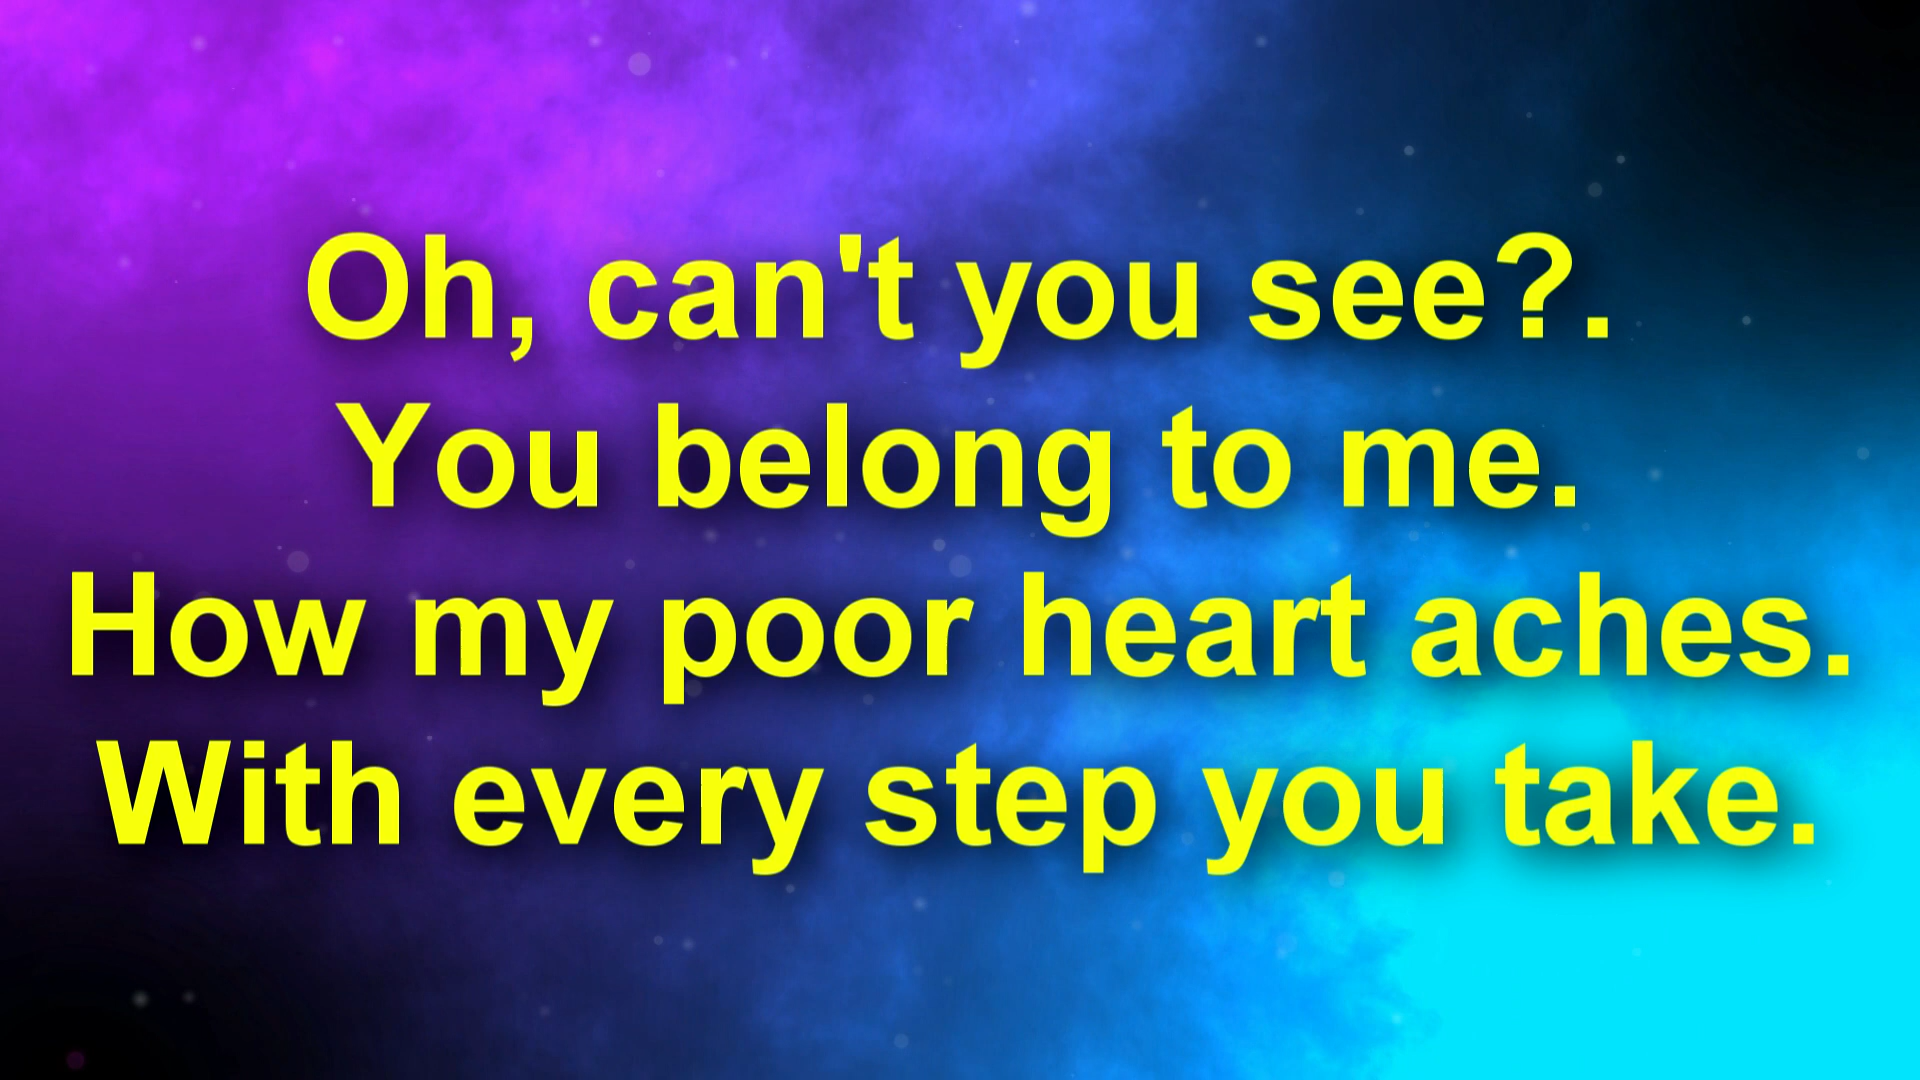 Oh, can't you see?.
You belong to me.
How my poor heart aches.
With every step you take.